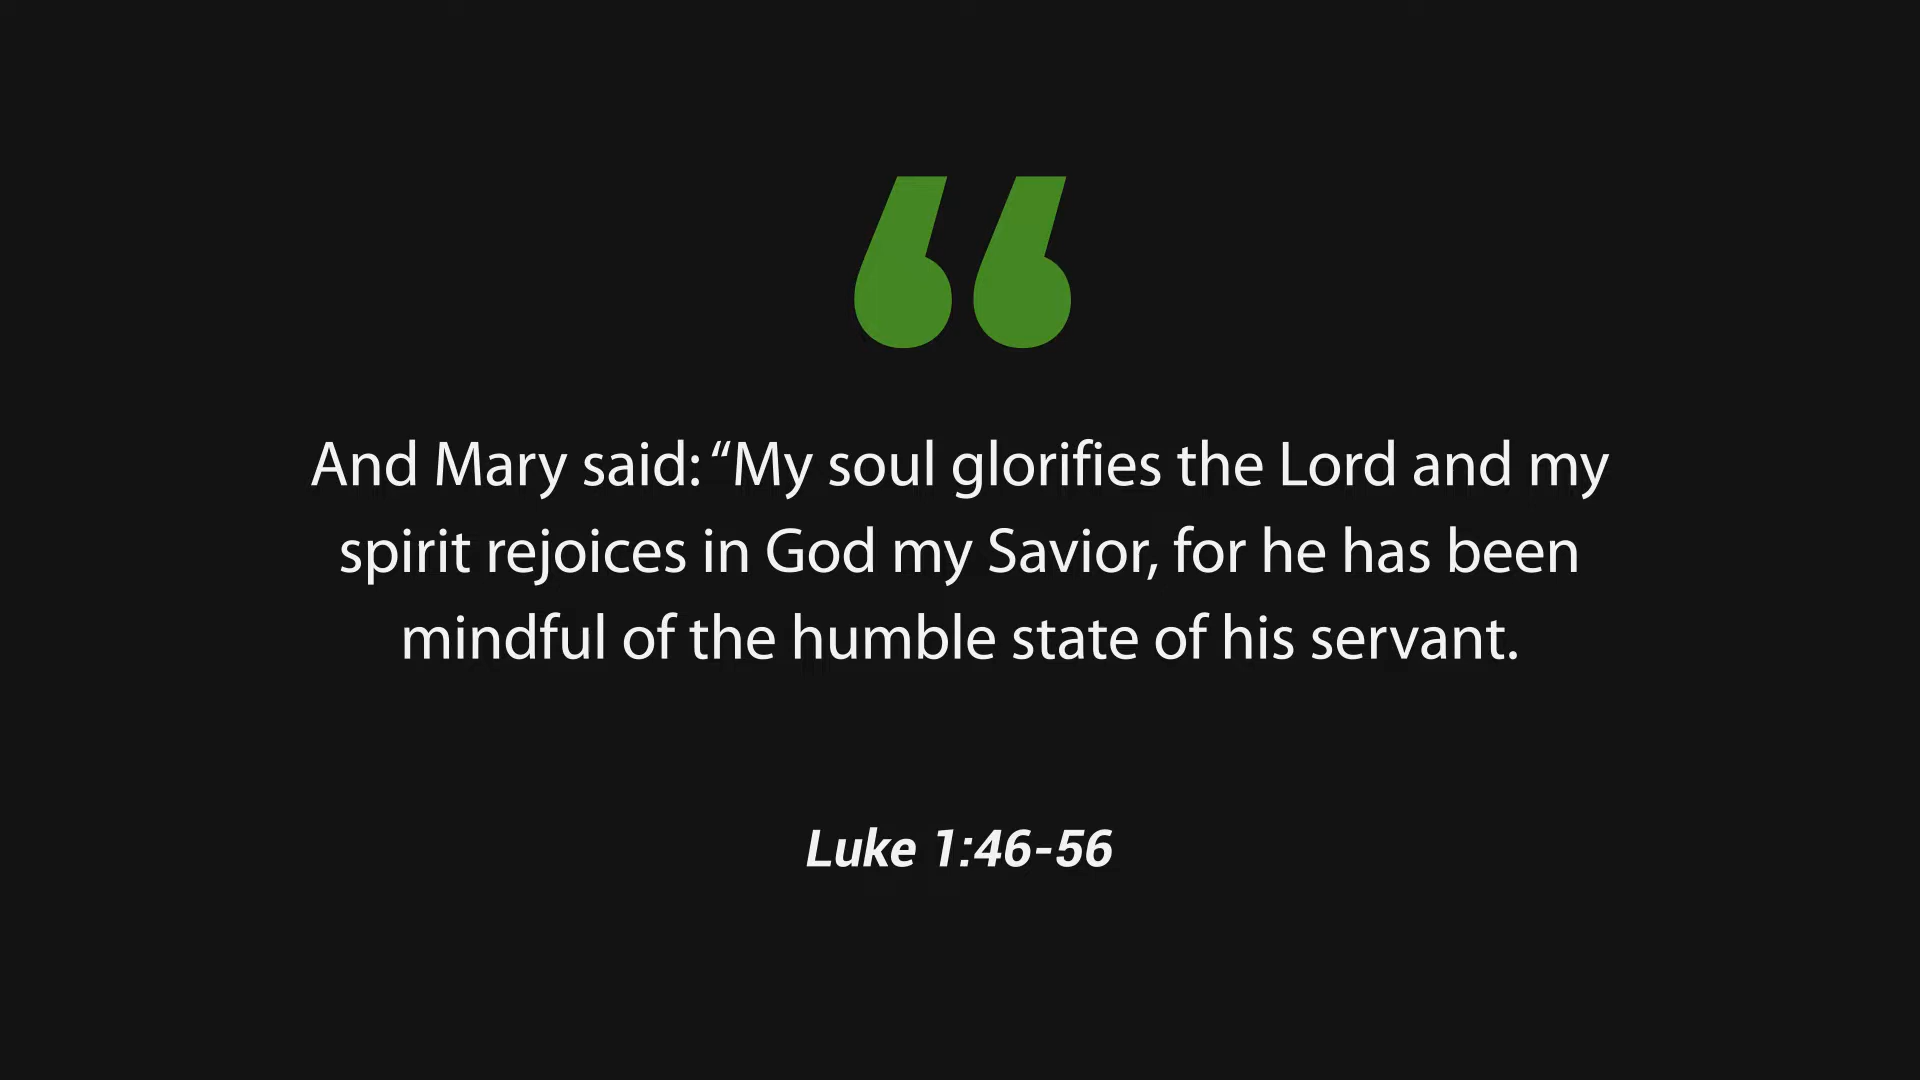 “
And Mary said: “My soul glorifies the Lord and my
spirit rejoices in God my Savior, for he has been
mindful of the humble state of his servant.
Luke 1:46-56